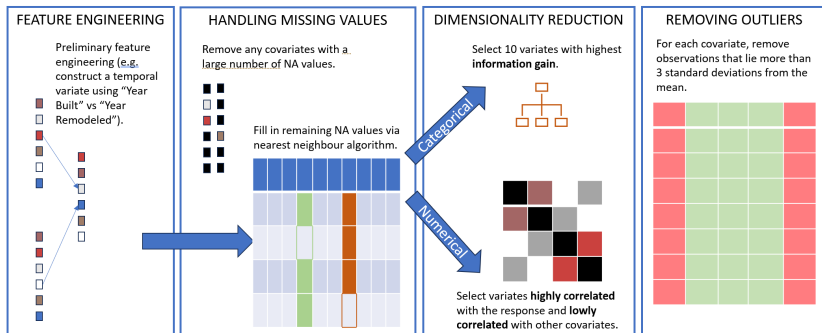 FEATURE ENGINEERING
Preliminary feature
engineering (e.g.
construct a temporal
variate using “Year
Built” vs “Year
Remodeled”).
HANDLING MISSING VALUES
Remove any covariates with a
large number of NA values.
Fill in remaining NA values via
nearest neighbour algorithm.
DIMENSIONALITY REDUCTION
Select 10 variates with highest
information gain.
Categorical
Numerical
Select variates highly correlated
with the response and lowly
correlated with other covariates.
REMOVING OUTLIERS
For each covariate, remove
observations that lie more than
3 standard deviations from the
mean.